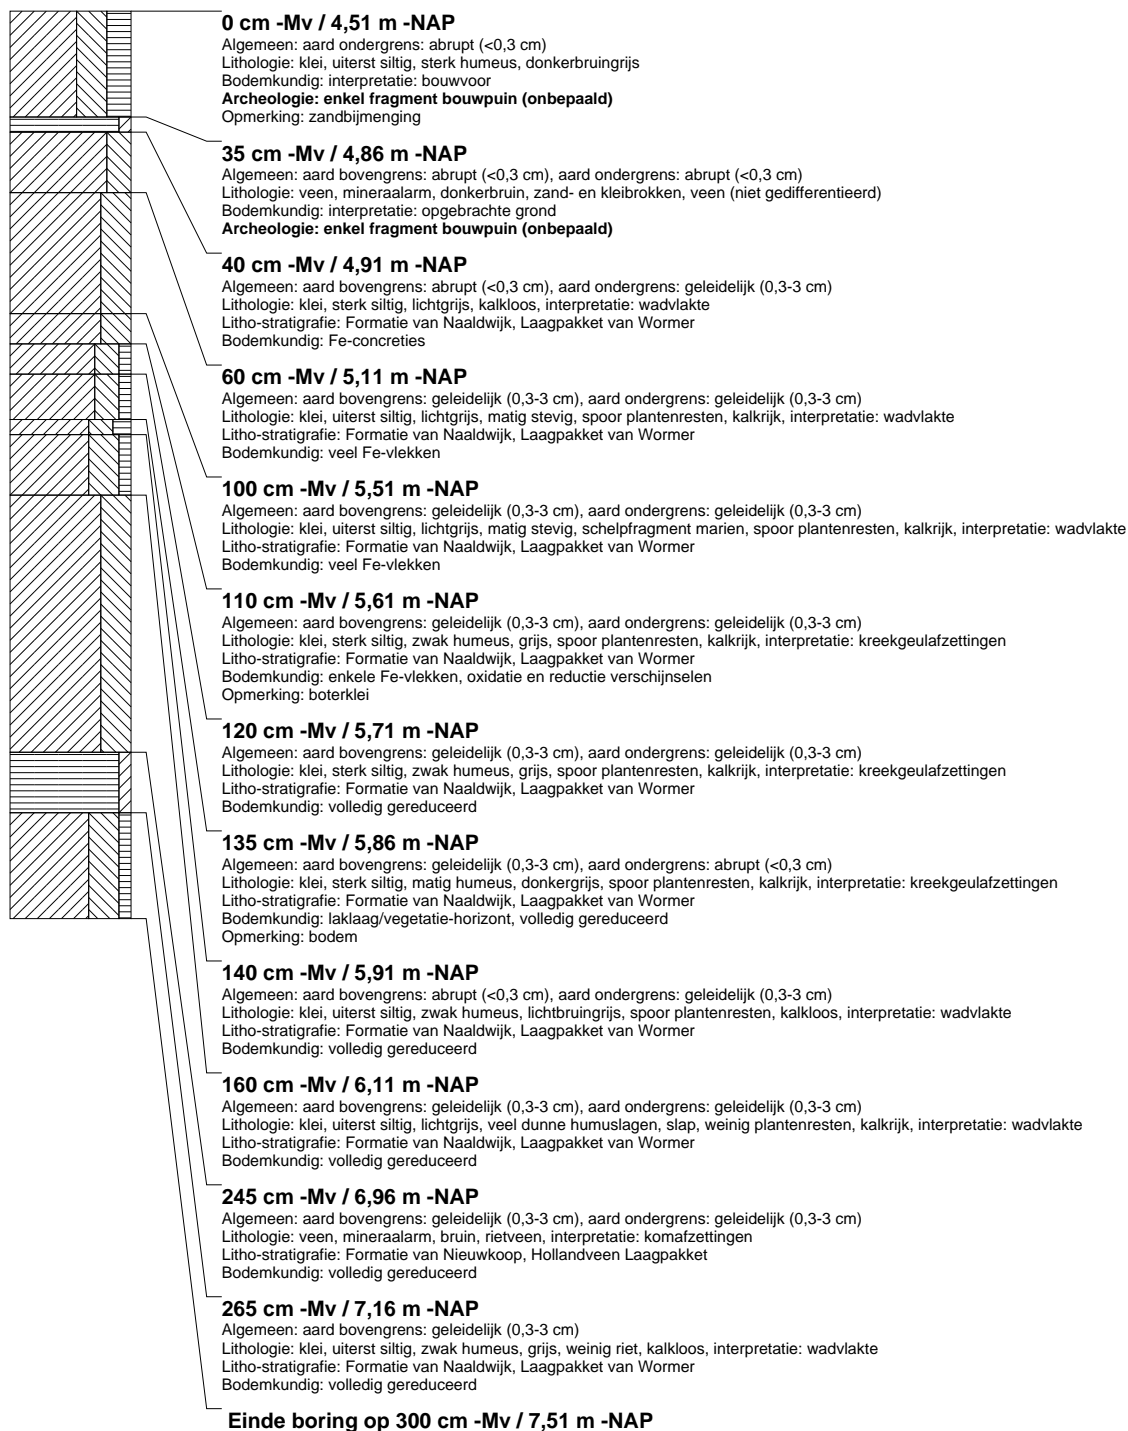 0 cm -Mv / 4,51 m -NAP
Algemeen: aard ondergrens: abrupt (<0,3 cm)
Lithologie: klei, uiterst siltig, sterk humeus, donkerbruingrijs
Bodemkundig: interpretatie: bouwvoor
Archeologie: enkel fragment bouwpuin (onbepaald)
Opmerking: zandbijmenging
35 cm -Mv / 4,86 m -NAP
Algemeen: aard bovengrens: abrupt (<0,3 cm), aard ondergrens: abrupt (<0,3 cm)
Lithologie: veen, mineraalarm, donkerbruin, zand- en kleibrokken, veen (niet gedifferentieerd)
Bodemkundig: interpretatie: opgebrachte grond
Archeologie: enkel fragment bouwpuin (onbepaald)
40 cm -Mv / 4,91 m -NAP
Algemeen: aard bovengrens: abrupt (<0,3 cm), aard ondergrens: geleidelijk (0,3-3 cm)
Lithologie: klei, sterk siltig, lichtgrijs, kalkloos, interpretatie: wadvlakte
Litho-stratigrafie: Formatie van Naaldwijk, Laagpakket van Wormer
Bodemkundig: Fe-concreties
60 cm -Mv / 5,11 m -NAP
Algemeen: aard bovengrens: geleidelijk (0,3-3 cm), aard ondergrens: geleidelijk (0,3-3 cm)
Lithologie: klei, uiterst siltig, lichtgrijs, matig stevig, spoor plantenresten, kalkrijk, interpretatie: wadvlakte
Litho-stratigrafie: Formatie van Naaldwijk, Laagpakket van Wormer
Bodemkundig: veel Fe-vlekken
100 cm -Mv / 5,51 m -NAP
Algemeen: aard bovengrens: geleidelijk (0,3-3 cm), aard ondergrens: geleidelijk (0,3-3 cm)
Lithologie: klei, uiterst siltig, lichtgrijs, matig stevig, schelpfragment marien, spoor plantenresten, kalkrijk, interpretatie: wadvlakte
Litho-stratigrafie: Formatie van Naaldwijk, Laagpakket van Wormer
Bodemkundig: veel Fe-vlekken
110 cm -Mv / 5,61 m -NAP
Algemeen: aard bovengrens: geleidelijk (0,3-3 cm), aard ondergrens: geleidelijk (0,3-3 cm)
Lithologie: klei, sterk siltig, zwak humeus, grijs, spoor plantenresten, kalkrijk, interpretatie: kreekgeulafzettingen
Litho-stratigrafie: Formatie van Naaldwijk, Laagpakket van Wormer
Bodemkundig: enkele Fe-vlekken, oxidatie en reductie verschijnselen
Opmerking: boterklei
120 cm -Mv / 5,71 m -NAP
Algemeen: aard bovengrens: geleidelijk (0,3-3 cm), aard ondergrens: geleidelijk (0,3-3 cm)
Lithologie: klei, sterk siltig, zwak humeus, grijs, spoor plantenresten, kalkrijk, interpretatie: kreekgeulafzettingen
Litho-stratigrafie: Formatie van Naaldwijk, Laagpakket van Wormer
Bodemkundig: volledig gereduceerd
135 cm -Mv / 5,86 m -NAP
Algemeen: aard bovengrens: geleidelijk (0,3-3 cm), aard ondergrens: abrupt (<0,3 cm)
Lithologie: klei, sterk siltig, matig humeus, donkergrijs, spoor plantenresten, kalkrijk, interpretatie: kreekgeulafzettingen
Litho-stratigrafie: Formatie van Naaldwijk, Laagpakket van Wormer
Bodemkundig: laklaag/vegetatie-horizont, volledig gereduceerd
Opmerking: bodem
140 cm -Mv / 5,91 m -NAP
Algemeen: aard bovengrens: abrupt (<0,3 cm), aard ondergrens: geleidelijk (0,3-3 cm)
Lithologie: klei, uiterst siltig, zwak humeus, lichtbruingrijs, spoor plantenresten, kalkloos, interpretatie: wadvlakte
Litho-stratigrafie: Formatie van Naaldwijk, Laagpakket van Wormer
Bodemkundig: volledig gereduceerd
160 cm -Mv / 6,11 m -NAP
Algemeen: aard bovengrens: geleidelijk (0,3-3 cm), aard ondergrens: geleidelijk (0,3-3 cm)
Lithologie: klei, uiterst siltig, lichtgrijs, veel dunne humuslagen, slap, weinig plantenresten, kalkrijk, interpretatie: wadvlakte
Litho-stratigrafie: Formatie van Naaldwijk, Laagpakket van Wormer
Bodemkundig: volledig gereduceerd
245 cm -Mv / 6,96 m -NAP
Algemeen: aard bovengrens: geleidelijk (0,3-3 cm), aard ondergrens: geleidelijk (0,3-3 cm)
Lithologie: veen, mineraalarm, bruin, rietveen, interpretatie: komafzettingen
Litho-stratigrafie: Formatie van Nieuwkoop, Hollandveen Laagpakket
Bodemkundig: volledig gereduceerd
265 cm -Mv / 7,16 m -NAP
Algemeen: aard bovengrens: geleidelijk (0,3-3 cm)
Lithologie: klei, uiterst siltig, zwak humeus, grijs, weinig riet, kalkloos, interpretatie: wadvlakte
Litho-stratigrafie: Formatie van Naaldwijk, Laagpakket van Wormer
Bodemkundig: volledig gereduceerd
Einde boring op 300 cm -Mv / 7,51 m -NAP